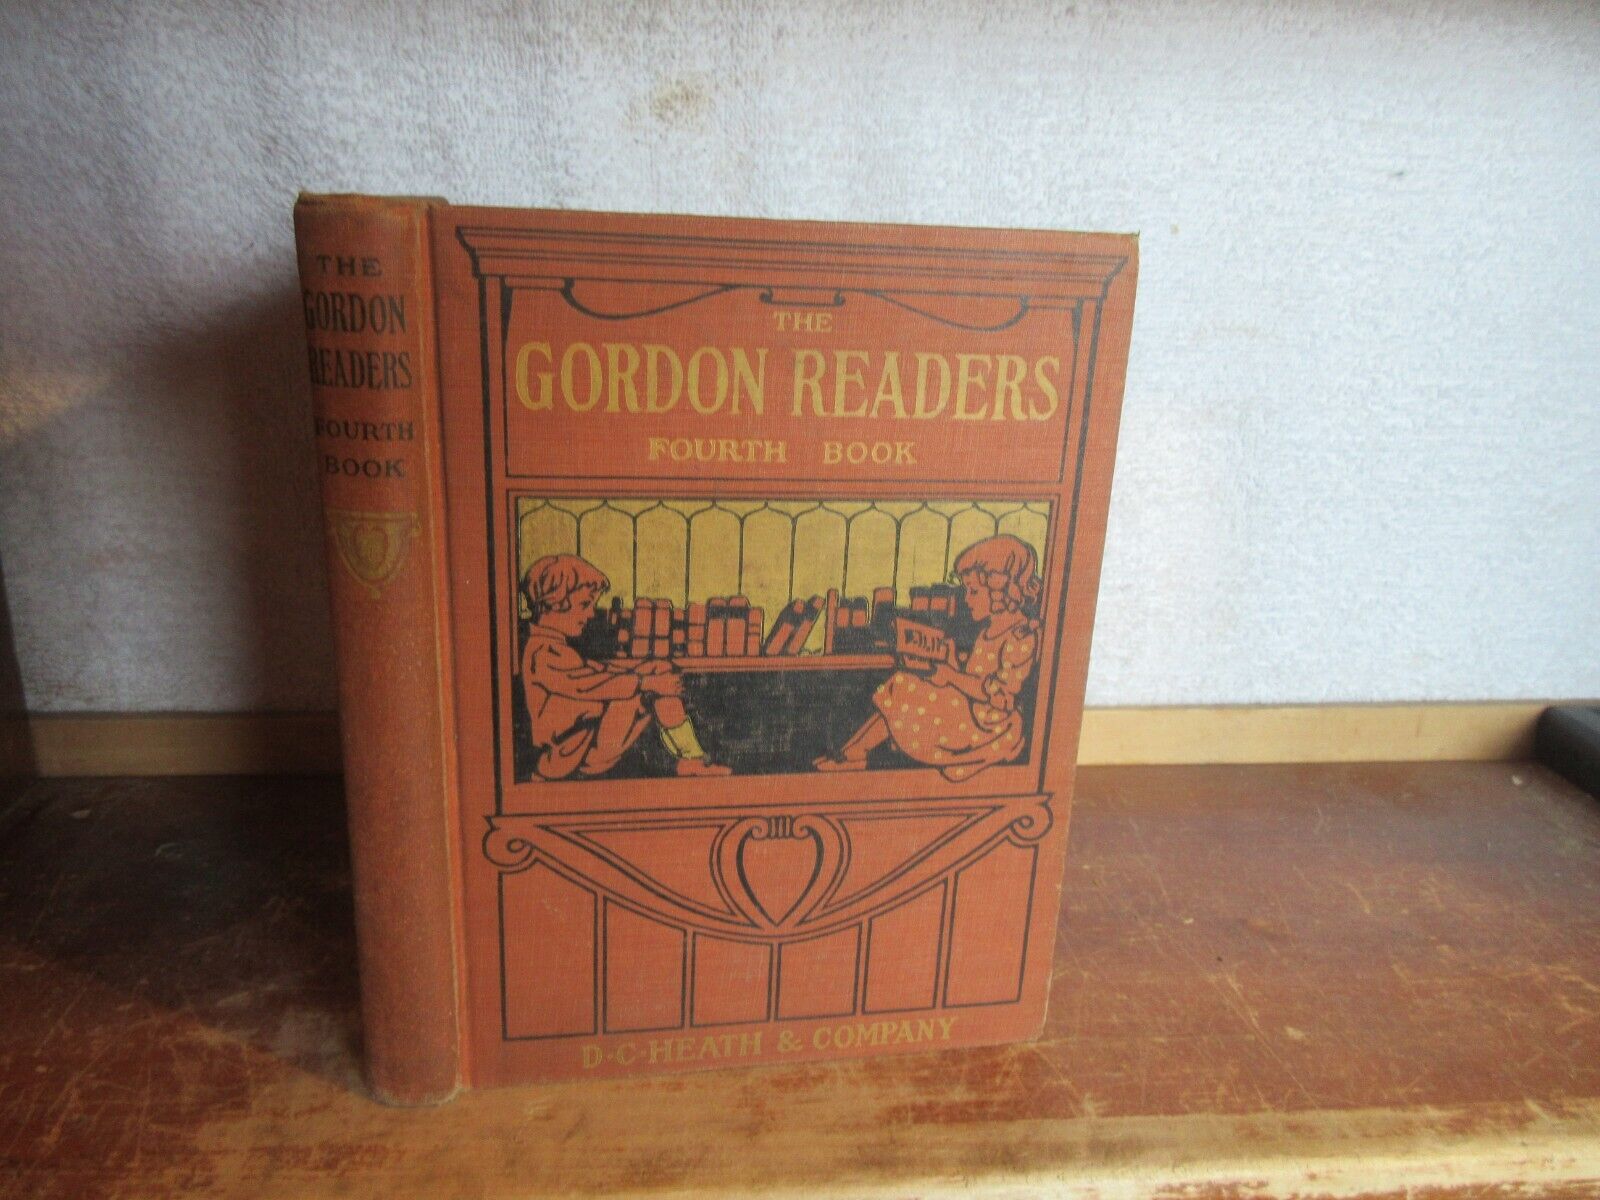 THE
GORDON
READERS
FOURTH
BOOK
THE
GORDON READERS
FOURTH BOOK
D·C·HEATH & COMPANY